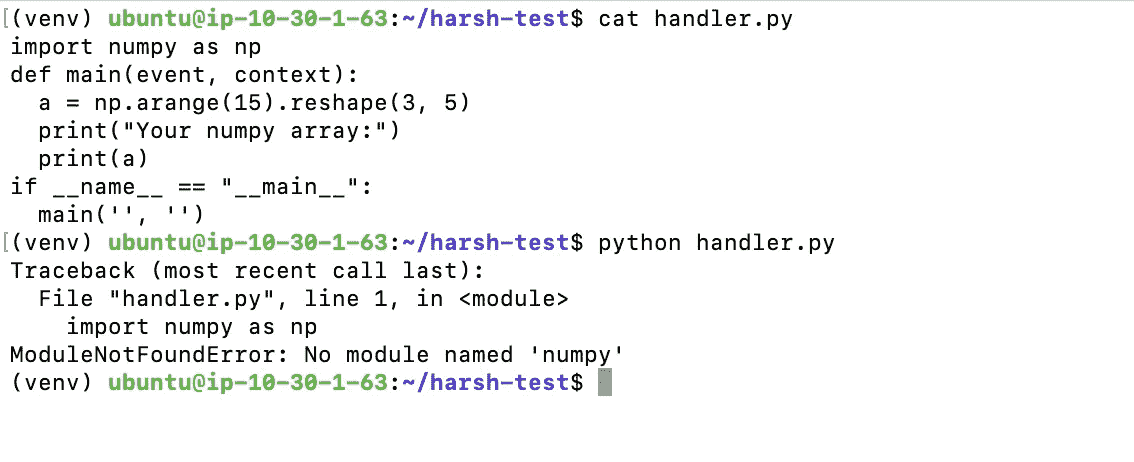 [(venv) ubuntu@ip-10-30-1-63:~/harsh-test$ cat handler.py
import numpy as np
def main(event, context):
  a = np.arange(15).reshape(3, 5)
  print("Your numpy array:")
  print(a)
if __name__ == "__main__":
  main('', '')
[(venv) ubuntu@ip-10-30-1-63:~/harsh-test$ python handler.py
Traceback (most recent call last):
  File "handler.py", line 1, in <module>
    import numpy as np
ModuleNotFoundError: No module named 'numpy'
(venv) ubuntu@ip-10-30-1-63:~/harsh-test$